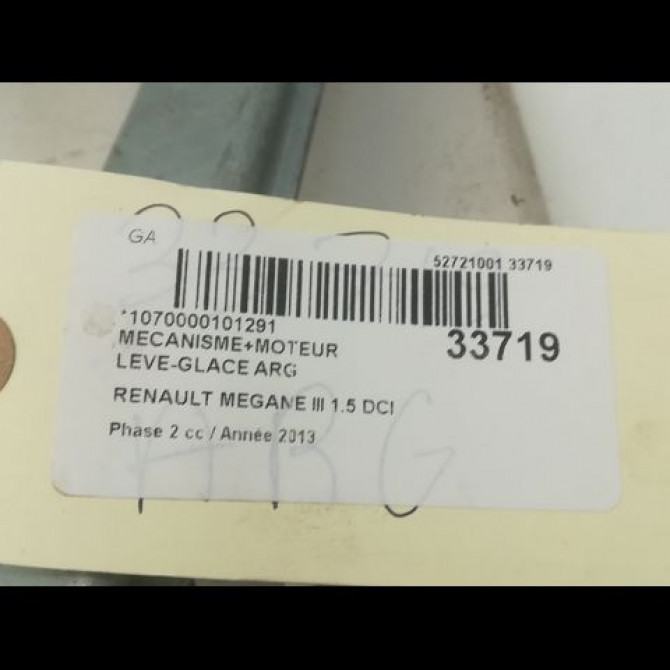 GA
52721001 33719
*1070000101291
33719
MECANISME+MOTEUR
LEVE-GLACE ARG
RENAULT MEGANE III 1.5 DCI
Phase 2 cc / Année 2013
ARG